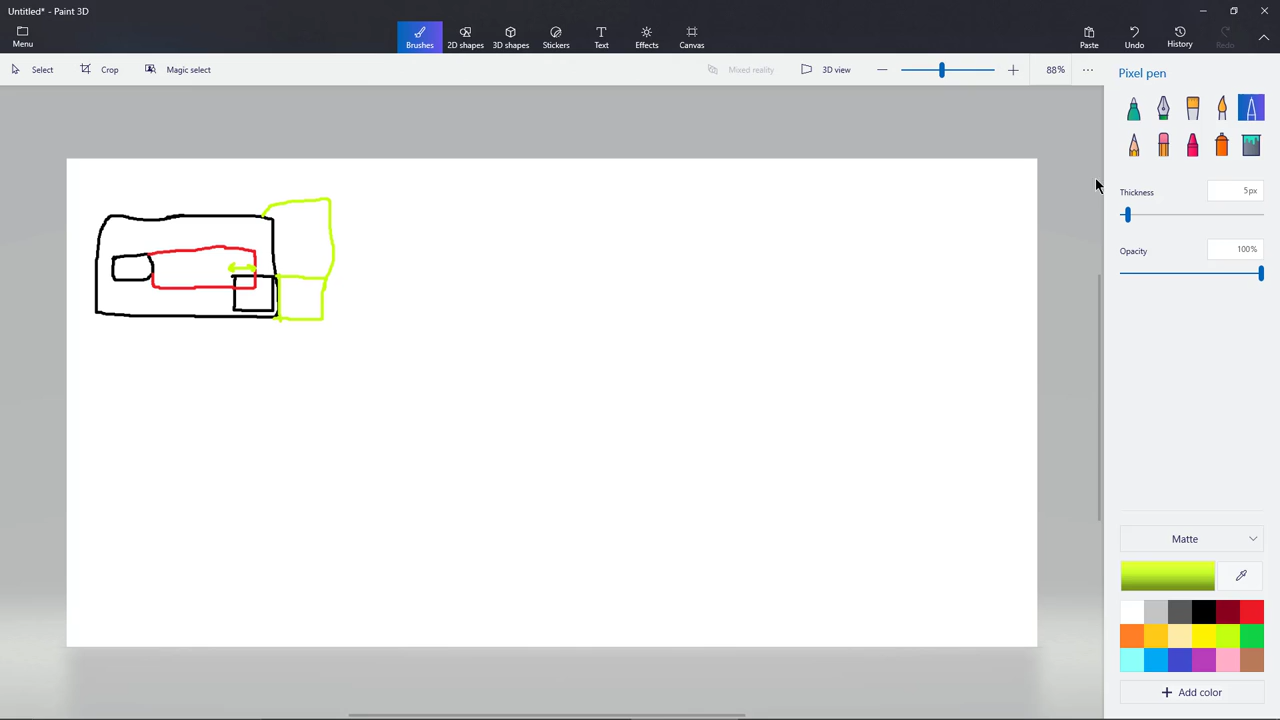 Untitled* - Paint 3D
Menu
Brushes
2D shapes
3D shapes
Stickers
Text
Effects
Canvas
Paste
Undo
History
Redo
Select
Crop
Magic select
Mixed reality
3D view
88%
Pixel pen
Thickness
5px
Opacity
100%
Matte
Add color